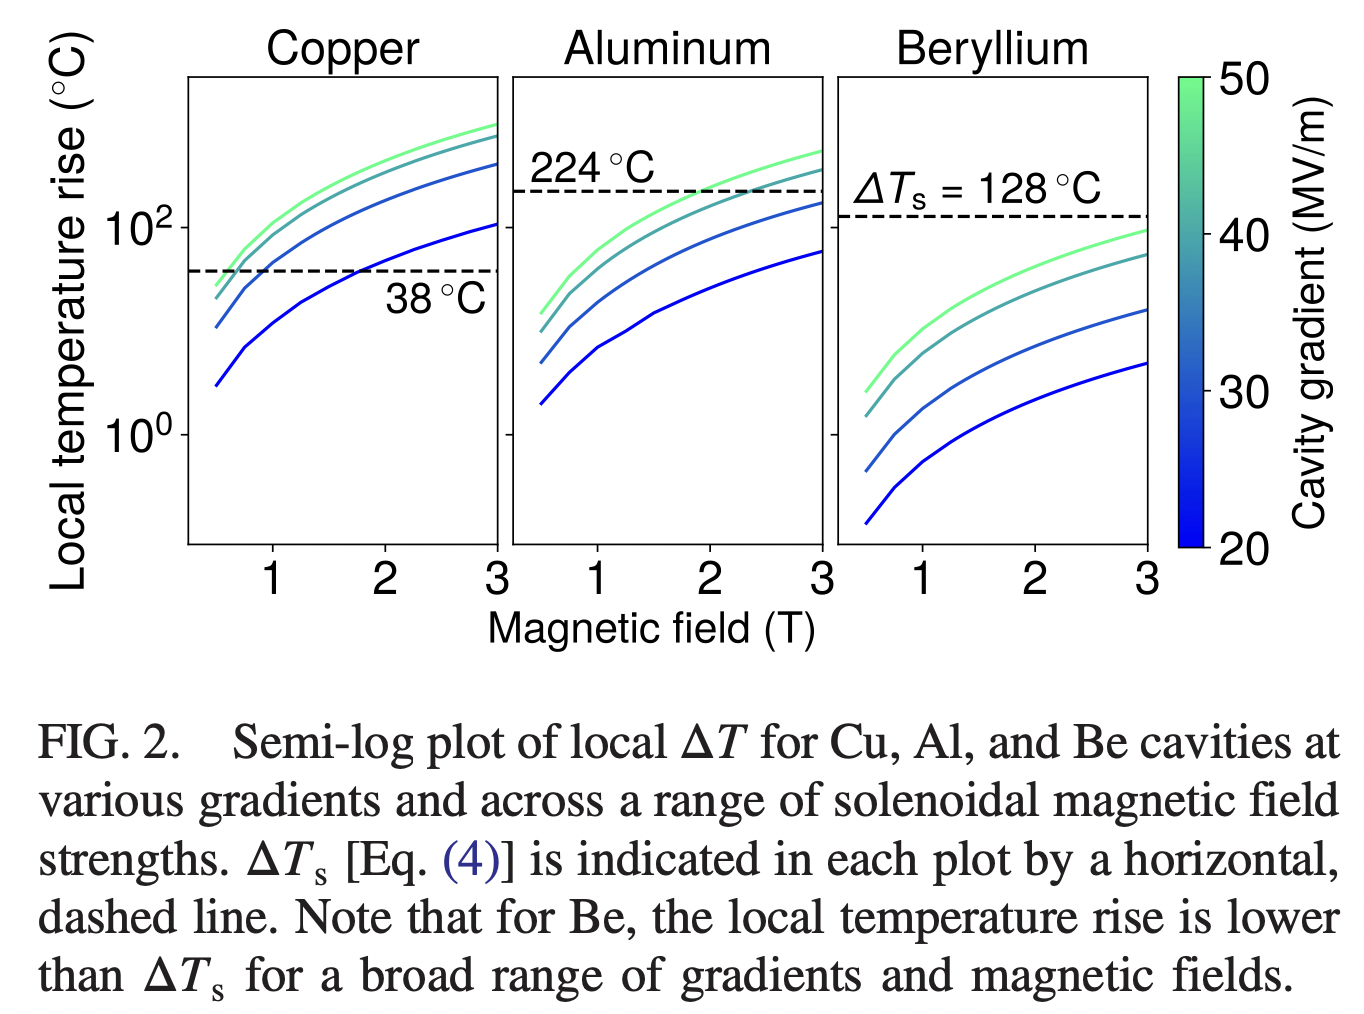 Copper Aluminum Beryllium
Local temperature rise (°C)
10²
10⁰
38 °C
224 °C
ΔTₛ = 128 °C
1 2 3 1 2 3 1 2 3
Magnetic field (T)
50
40
30
20
Cavity gradient (MV/m)
FIG. 2. Semi-log plot of local ΔT for Cu, Al, and Be cavities at
various gradients and across a range of solenoidal magnetic field
strengths. ΔTₛ [Eq. (4)] is indicated in each plot by a horizontal,
dashed line. Note that for Be, the local temperature rise is lower
than ΔTₛ for a broad range of gradients and magnetic fields.